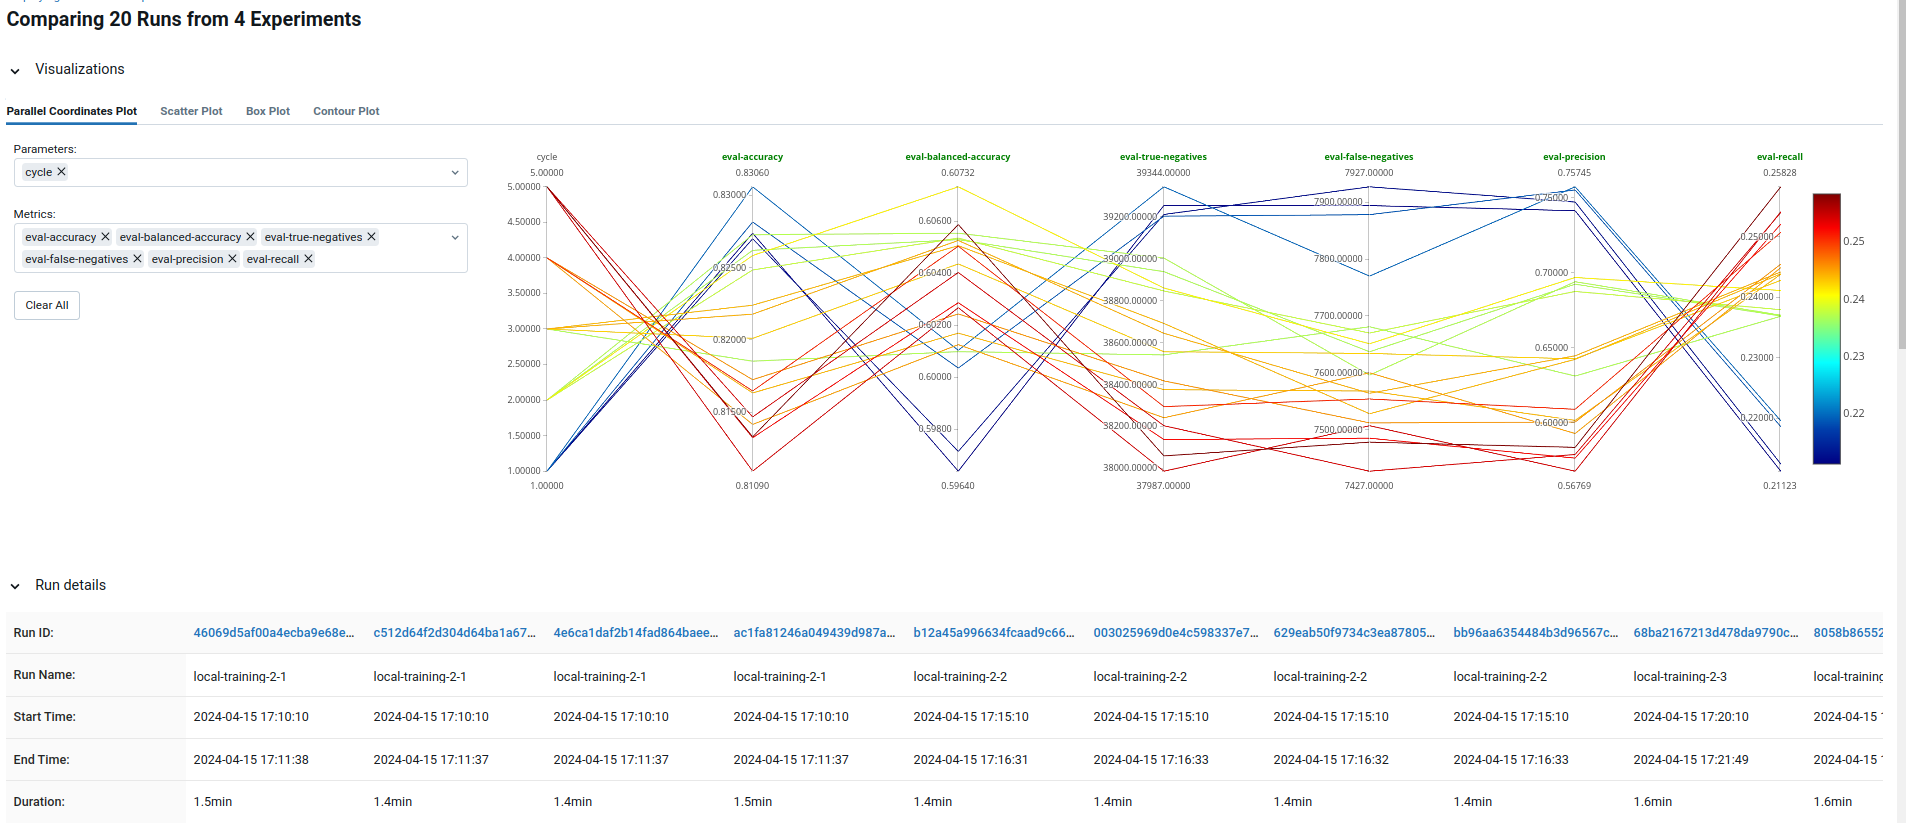 Comparing 20 Runs from 4 Experiments
Visualizations
Parallel Coordinates Plot Scatter Plot Box Plot Contour Plot
Parameters:
cycle
Metrics:
eval-accuracy eval-balanced-accuracy eval-true-negatives
eval-false-negatives eval-precision eval-recall
Clear All
cycle eval-accuracy eval-balanced-accuracy eval-true-negatives eval-false-negatives eval-precision eval-recall
5.00000 0.83060 0.60732 39344.00000 7927.00000 0.75745 0.25828
5.00000
4.50000
4.00000
3.50000
3.00000
2.50000
2.00000
1.50000
1.00000
0.83000
0.82500
0.82000
0.81500
0.60600
0.60400
0.60200
0.60000
0.59800
39200.00000
39000.00000
38800.00000
38600.00000
38400.00000
38200.00000
38000.00000
7900.00000
7800.00000
7700.00000
7600.00000
7500.00000
0.75000
0.70000
0.65000
0.60000
0.25000
0.24000
0.23000
0.22000
1.00000 0.81090 0.59640 37987.00000 7427.00000 0.56769 0.21123
0.25
0.24
0.23
0.22
Run details
Run ID: 46069d5af00a4ecba9e68e... c512d64f2d304d64ba1a67... 4e6ca1daf2b14fad864baee... ac1fa81246a049439d987a... b12a45a996634fcaad9c66... 003025969d0e4c598337e7... 629eab50f9734c3ea87805... bb96aa6354484b3d96567c... 68ba2167213d478da9790c... 8058b86552
Run Name: local-training-2-1 local-training-2-1 local-training-2-1 local-training-2-1 local-training-2-2 local-training-2-2 local-training-2-2 local-training-2-2 local-training-2-3 local-training
Start Time: 2024-04-15 17:10:10 2024-04-15 17:10:10 2024-04-15 17:10:10 2024-04-15 17:10:10 2024-04-15 17:15:10 2024-04-15 17:15:10 2024-04-15 17:15:10 2024-04-15 17:15:10 2024-04-15 17:20:10 2024-04-15
End Time: 2024-04-15 17:11:38 2024-04-15 17:11:37 2024-04-15 17:11:37 2024-04-15 17:11:37 2024-04-15 17:16:31 2024-04-15 17:16:33 2024-04-15 17:16:32 2024-04-15 17:16:33 2024-04-15 17:21:49 2024-04-15
Duration: 1.5min 1.4min 1.4min 1.5min 1.4min 1.4min 1.4min 1.4min 1.6min 1.6min